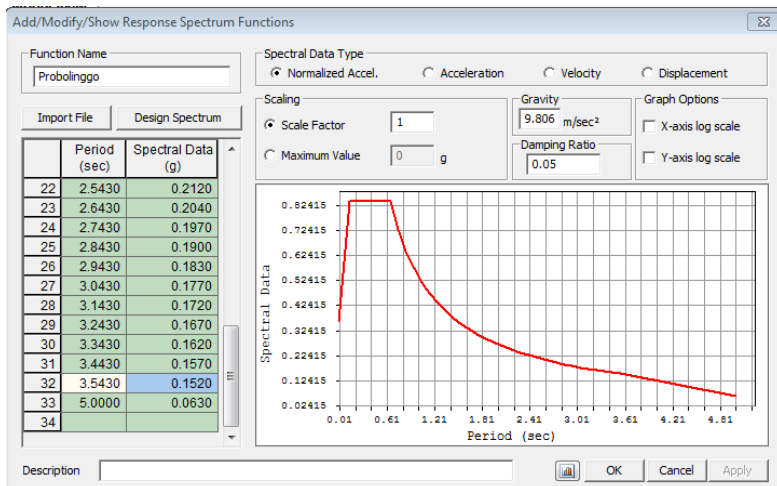 Add/Modify/Show Response Spectrum Functions
Function Name
Probolinggo
Import File
Design Spectrum
Spectral Data Type
Normalized Accel.
Acceleration
Velocity
Displacement
Scaling
Scale Factor 1
Maximum Value 0 g
Gravity
9.806 m/sec²
Damping Ratio
0.05
Graph Options
X-axis log scale
Y-axis log scale
Period (sec) Spectral Data (g)
22 2.5430 0.2120
23 2.6430 0.2040
24 2.7430 0.1970
25 2.8430 0.1900
26 2.9430 0.1830
27 3.0430 0.1770
28 3.1430 0.1720
29 3.2430 0.1670
30 3.3430 0.1620
31 3.4430 0.1570
32 3.5430 0.1520
33 5.0000 0.0630
34
Spectral Data
0.82415
0.72415
0.62415
0.52415
0.42415
0.32415
0.22415
0.12415
0.02415
0.01 0.61 1.21 1.81 2.41 3.01 3.61 4.21 4.81
Period (sec)
Description
OK Cancel Apply